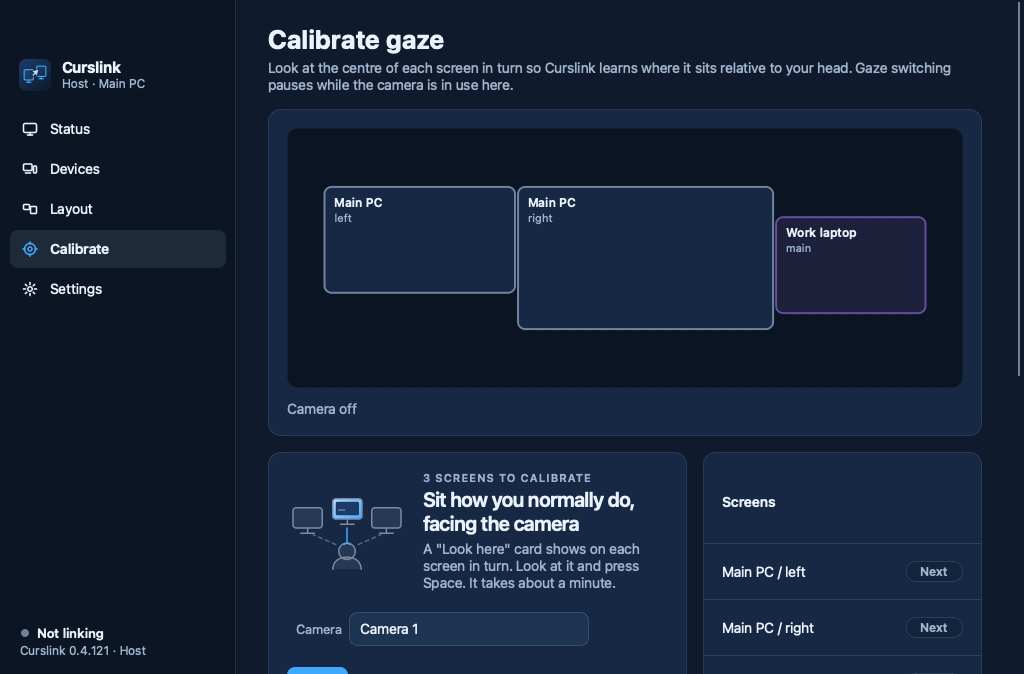 Curslink
Host · Main PC
Status
Devices
Layout
Calibrate
Settings
Not linking
Curslink 0.4.121 · Host
Calibrate gaze
Look at the centre of each screen in turn so Curslink learns where it sits relative to your head. Gaze switching
pauses while the camera is in use here.
Main PC
left
Main PC
right
Work laptop
main
Camera off
3 SCREENS TO CALIBRATE
Sit how you normally do,
facing the camera
A "Look here" card shows on each
screen in turn. Look at it and press
Space. It takes about a minute.
Camera
Camera 1
Screens
Main PC / left
Next
Main PC / right
Next